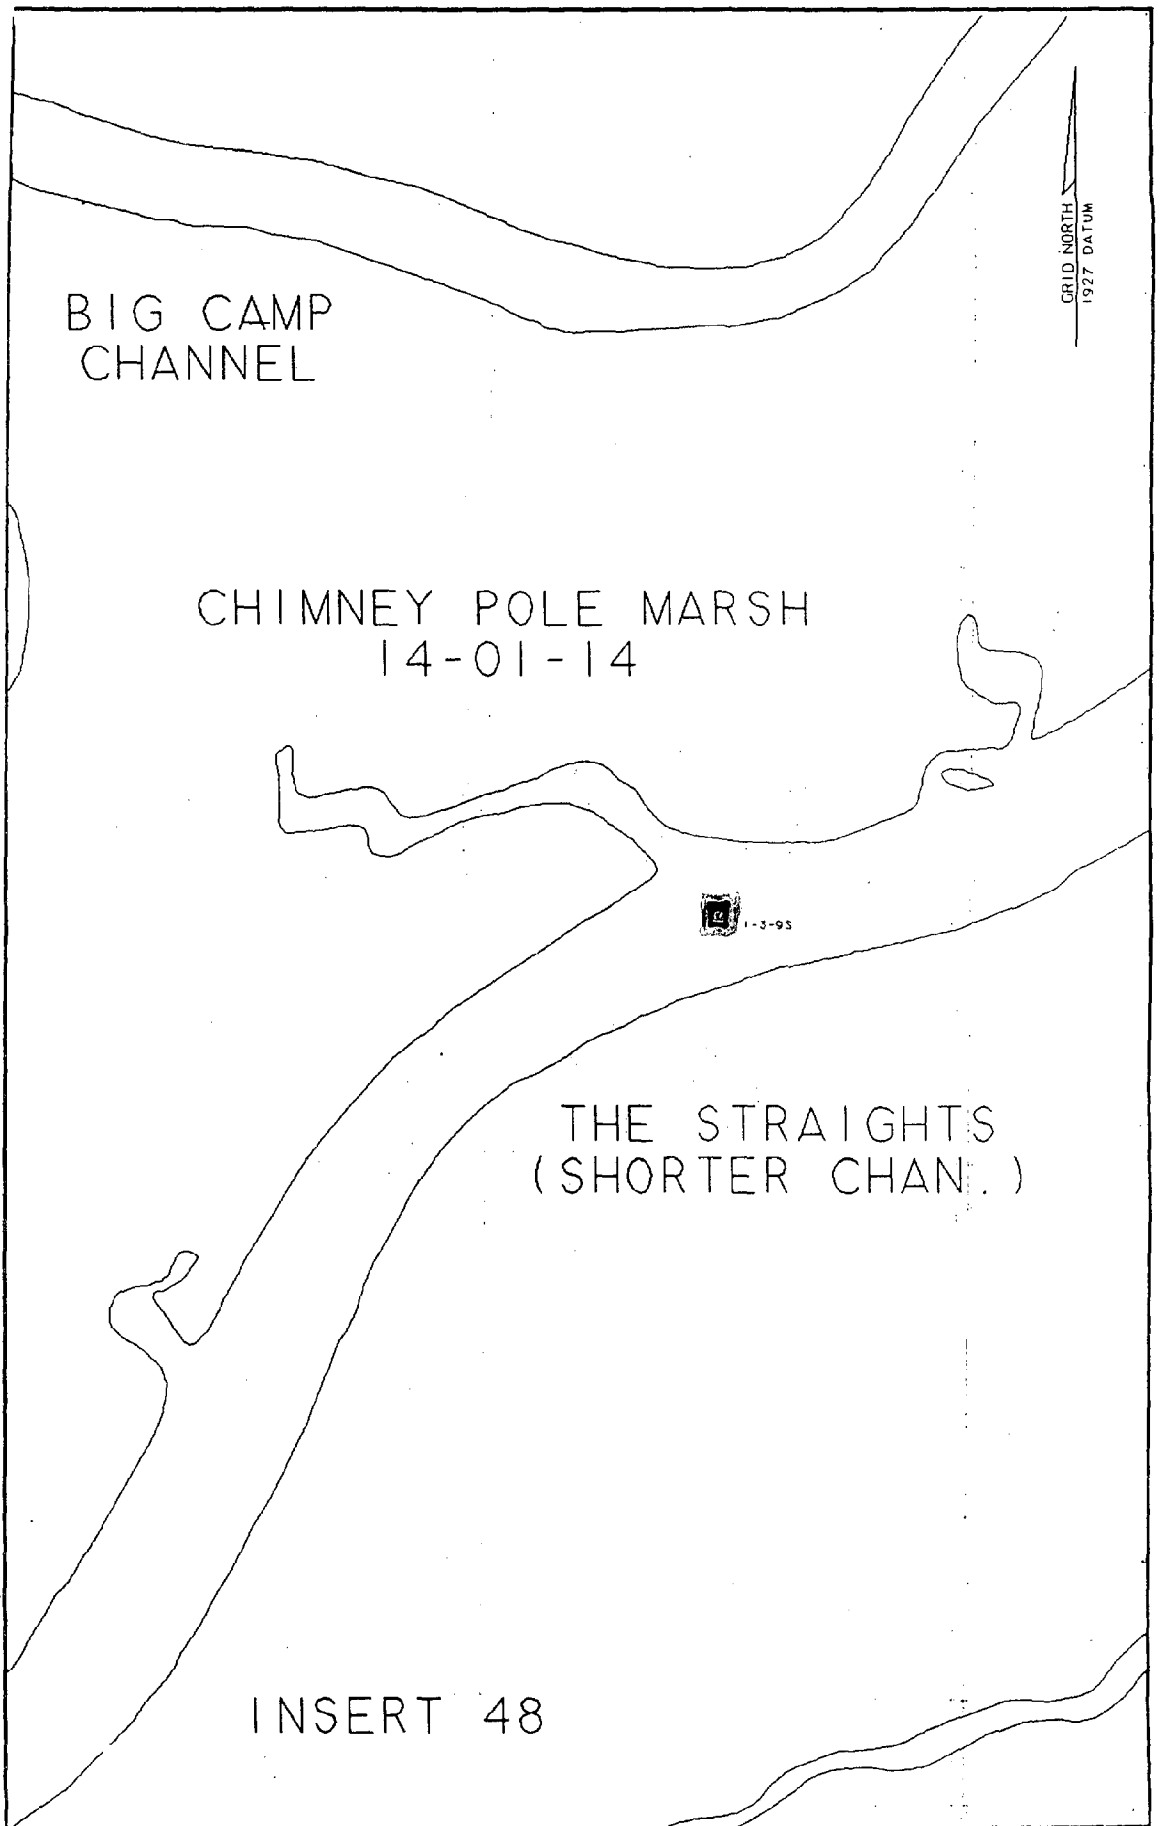 GRID NORTH
1927 DATUM
BIG CAMP
CHANNEL
CHIMNEY POLE MARSH
14-01-14
1-3-95
THE STRAIGHTS
(SHORTER CHAN.)
INSERT 48